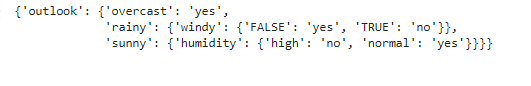 {'outlook': {'overcast': 'yes',
'rainy': {'windy': {'FALSE': 'yes', 'TRUE': 'no'}},
'sunny': {'humidity': {'high': 'no', 'normal': 'yes'}}}}